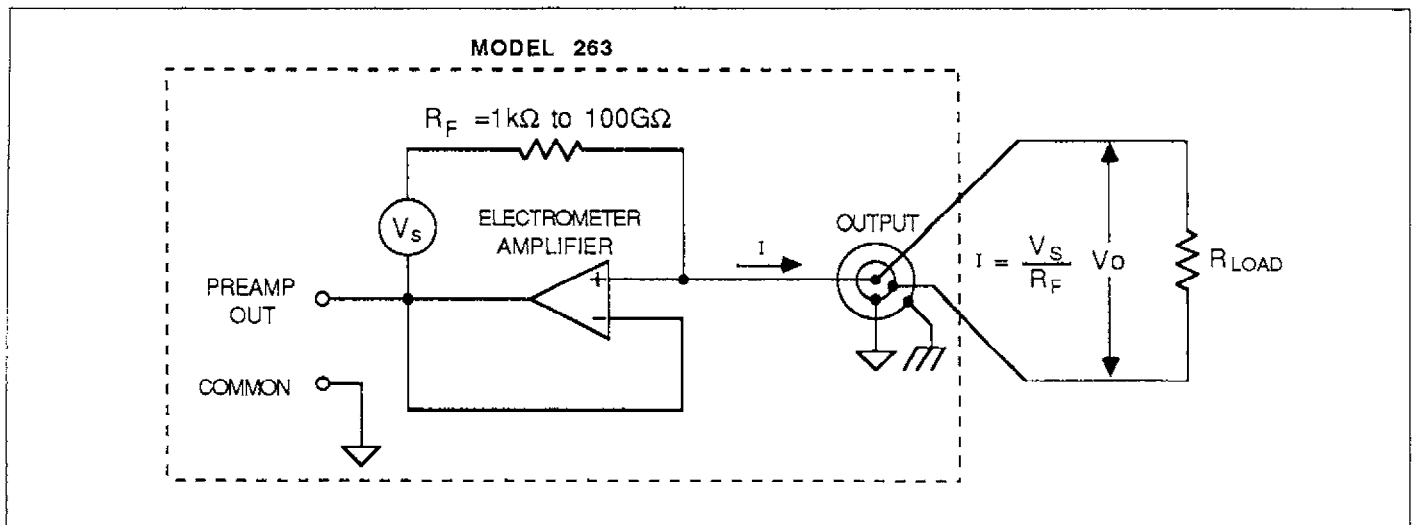 MODEL 263
R_F =1kΩ to 100GΩ
V_S
ELECTROMETER
AMPLIFIER
+
−
I
OUTPUT
I = V_S / R_F
Vo
R_LOAD
PREAMP
OUT
COMMON